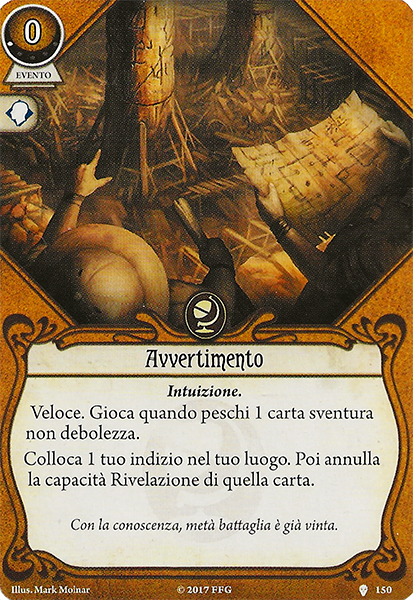 0
EVENTO
Avvertimento
Intuizione.
Veloce. Gioca quando peschi 1 carta sventura
non debolezza.
Colloca 1 tuo indizio nel tuo luogo. Poi annulla
la capacità Rivelazione di quella carta.
Con la conoscenza, metà battaglia è già vinta.
Illus. Mark Molnar
© 2017 FFG
150